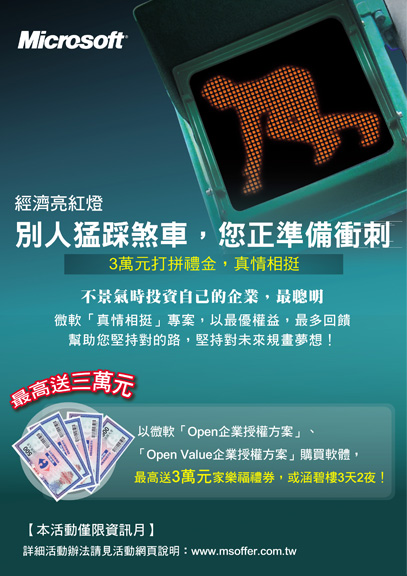 Microsoft
經濟亮紅燈
別人猛踩煞車，您正準備衝刺
3萬元打拼禮金，真情相挺
不景氣時投資自己的企業，最聰明
微軟「真情相挺」專案，以最優權益，最多回饋
幫助您堅持對的路，堅持對未來規畫夢想！
最高送三萬元
以微軟「Open企業授權方案」、
「Open Value企業授權方案」購買軟體，
最高送3萬元家樂福禮券，或涵碧樓3天2夜！
【本活動僅限資訊月】
詳細活動辦法請見活動網頁說明：www.msoffer.com.tw